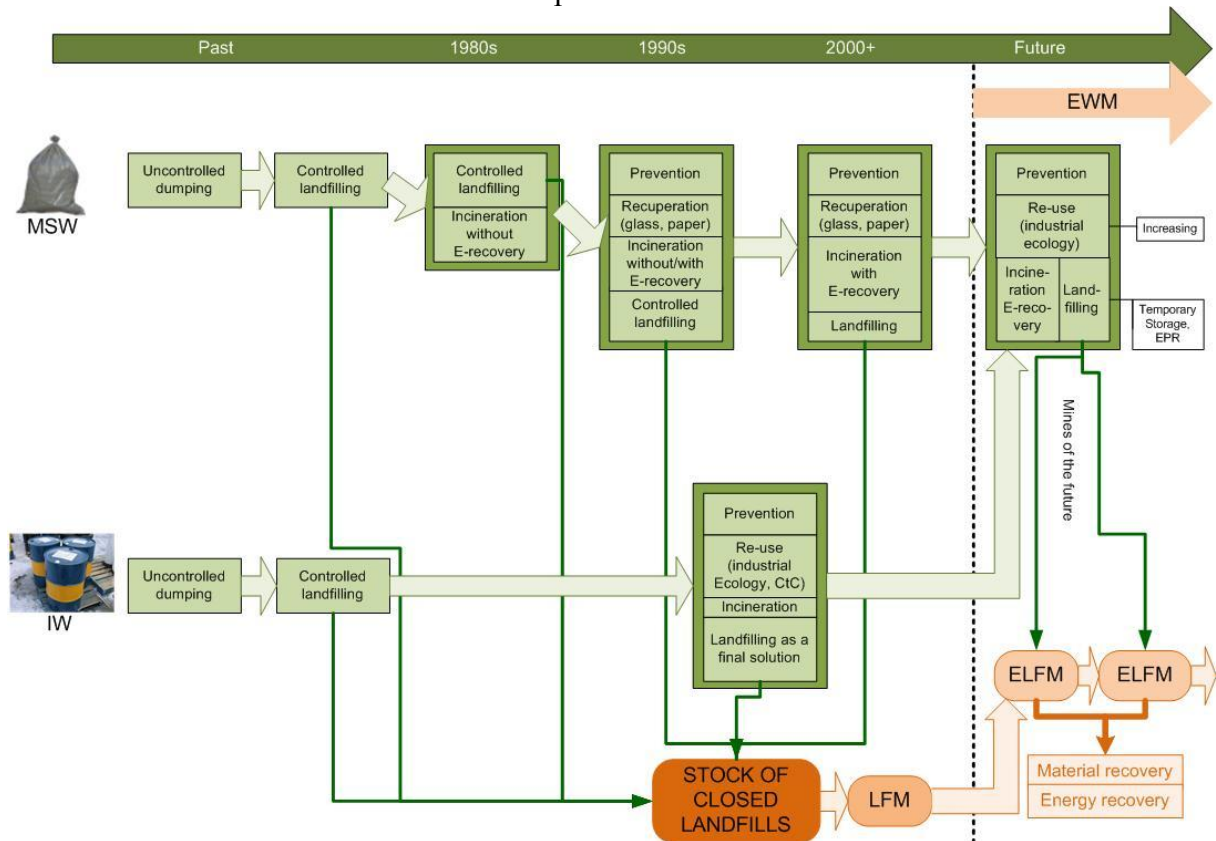 Past
1980s
1990s
2000+
Future
EWM
MSW
Uncontrolled
dumping
Controlled
landfilling
Controlled
landfilling
Incineration
without
E-recovery
Prevention
Recuperation
(glass, paper)
Incineration
without/with
E-recovery
Controlled
landfilling
Prevention
Recuperation
(glass, paper)
Incineration
with
E-recovery
Landfilling
Prevention
Re-use
(industrial
ecology)
Incine-
ration
E-reco-
very
Land-
filling
Increasing
Temporary
Storage,
EPR
Mines of the future
IW
Uncontrolled
dumping
Controlled
landfilling
Prevention
Re-use
(industrial
Ecology, CtC)
Incineration
Landfilling as a
final solution
STOCK OF
CLOSED
LANDFILLS
LFM
ELFM
ELFM
Material recovery
Energy recovery